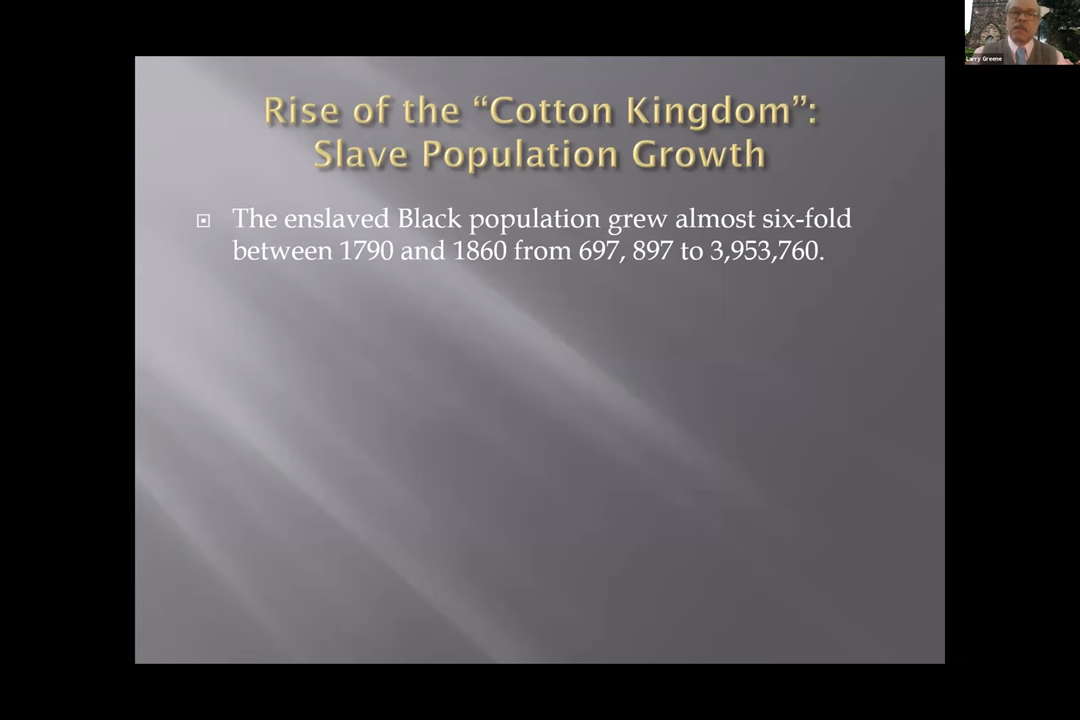 Larry Greene
Rise of the “Cotton Kingdom”:
Slave Population Growth
The enslaved Black population grew almost six-fold
between 1790 and 1860 from 697, 897 to 3,953,760.